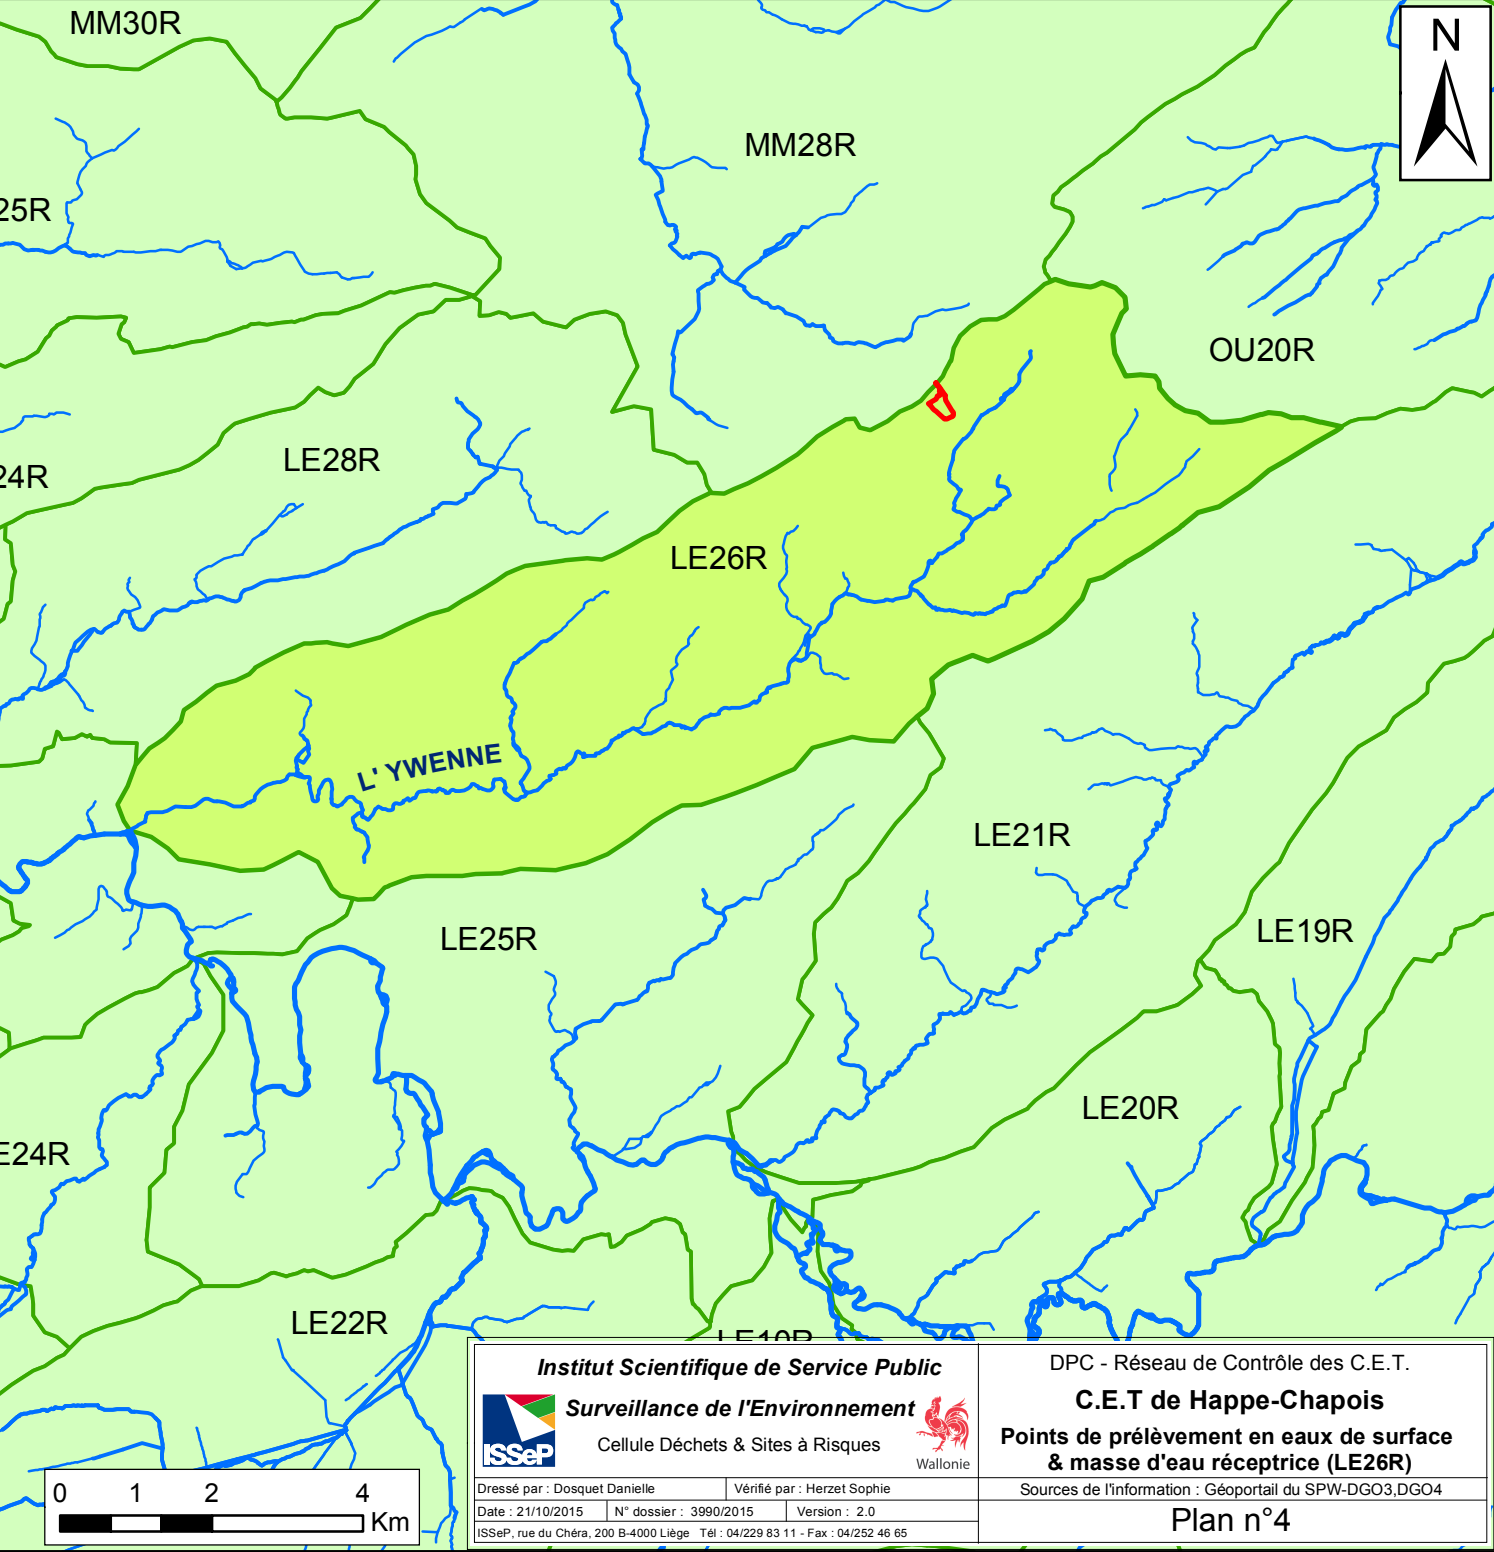 MM30R
N
MM28R
25R
OU20R
LE28R
24R
LE26R
L' YWENNE
LE21R
LE19R
LE25R
LE20R
E24R
LE22R
LE10R
Institut Scientifique de Service Public
Surveillance de l'Environnement
Cellule Déchets & Sites à Risques
ISSeP
Wallonie
Dressé par : Dosquet Danielle
Vérifié par : Herzet Sophie
Date : 21/10/2015
N° dossier : 3990/2015
Version : 2.0
ISSeP, rue du Chéra, 200 B-4000 Liège Tél : 04/229 83 11 - Fax : 04/252 46 65
DPC - Réseau de Contrôle des C.E.T.
C.E.T de Happe-Chapois
Points de prélèvement en eaux de surface
& masse d'eau réceptrice (LE26R)
Sources de l'information : Géoportail du SPW-DGO3,DGO4
Plan n°4
0 1 2 4
Km